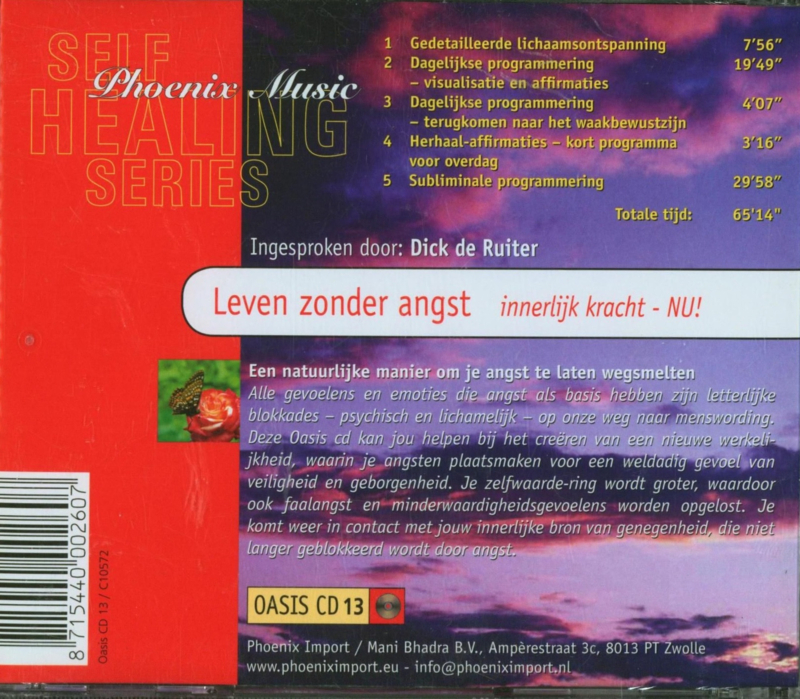 SELF
HEALING
SERIES
Phoenix Music
1 Gedetailleerde lichaamsontspanning 7'56"
2 Dagelijkse programmering 19'49"
– visualisatie en affirmaties
3 Dagelijkse programmering 4'07"
– terugkomen naar het waakbewustzijn
4 Herhaal-affirmaties – kort programma 3'16"
voor overdag
5 Subliminale programmering 29'58"
Totale tijd: 65'14"
Ingesproken door: Dick de Ruiter
Leven zonder angst innerlijk kracht - NU!
Een natuurlijke manier om je angst te laten wegsmelten
Alle gevoelens en emoties die angst als basis hebben zijn letterlijke
blokkades – psychisch en lichamelijk – op onze weg naar menswording.
Deze Oasis cd kan jou helpen bij het creëren van een nieuwe werkeli-
jkheid, waarin je angsten plaatsmaken voor een weldadig gevoel van
veiligheid en geborgenheid. Je zelfwaarde-ring wordt groter, waardoor
ook faalangst en minderwaardigheidsgevoelens worden opgelost. Je
komt weer in contact met jouw innerlijke bron van genegenheid, die niet
langer geblokkeerd wordt door angst.
8 715440 002607
Oasis CD 13 / C10572
OASIS CD 13
Phoenix Import / Mani Bhadra B.V., Ampèrestraat 3c, 8013 PT Zwolle
www.phoeniximport.eu - info@phoeniximport.nl